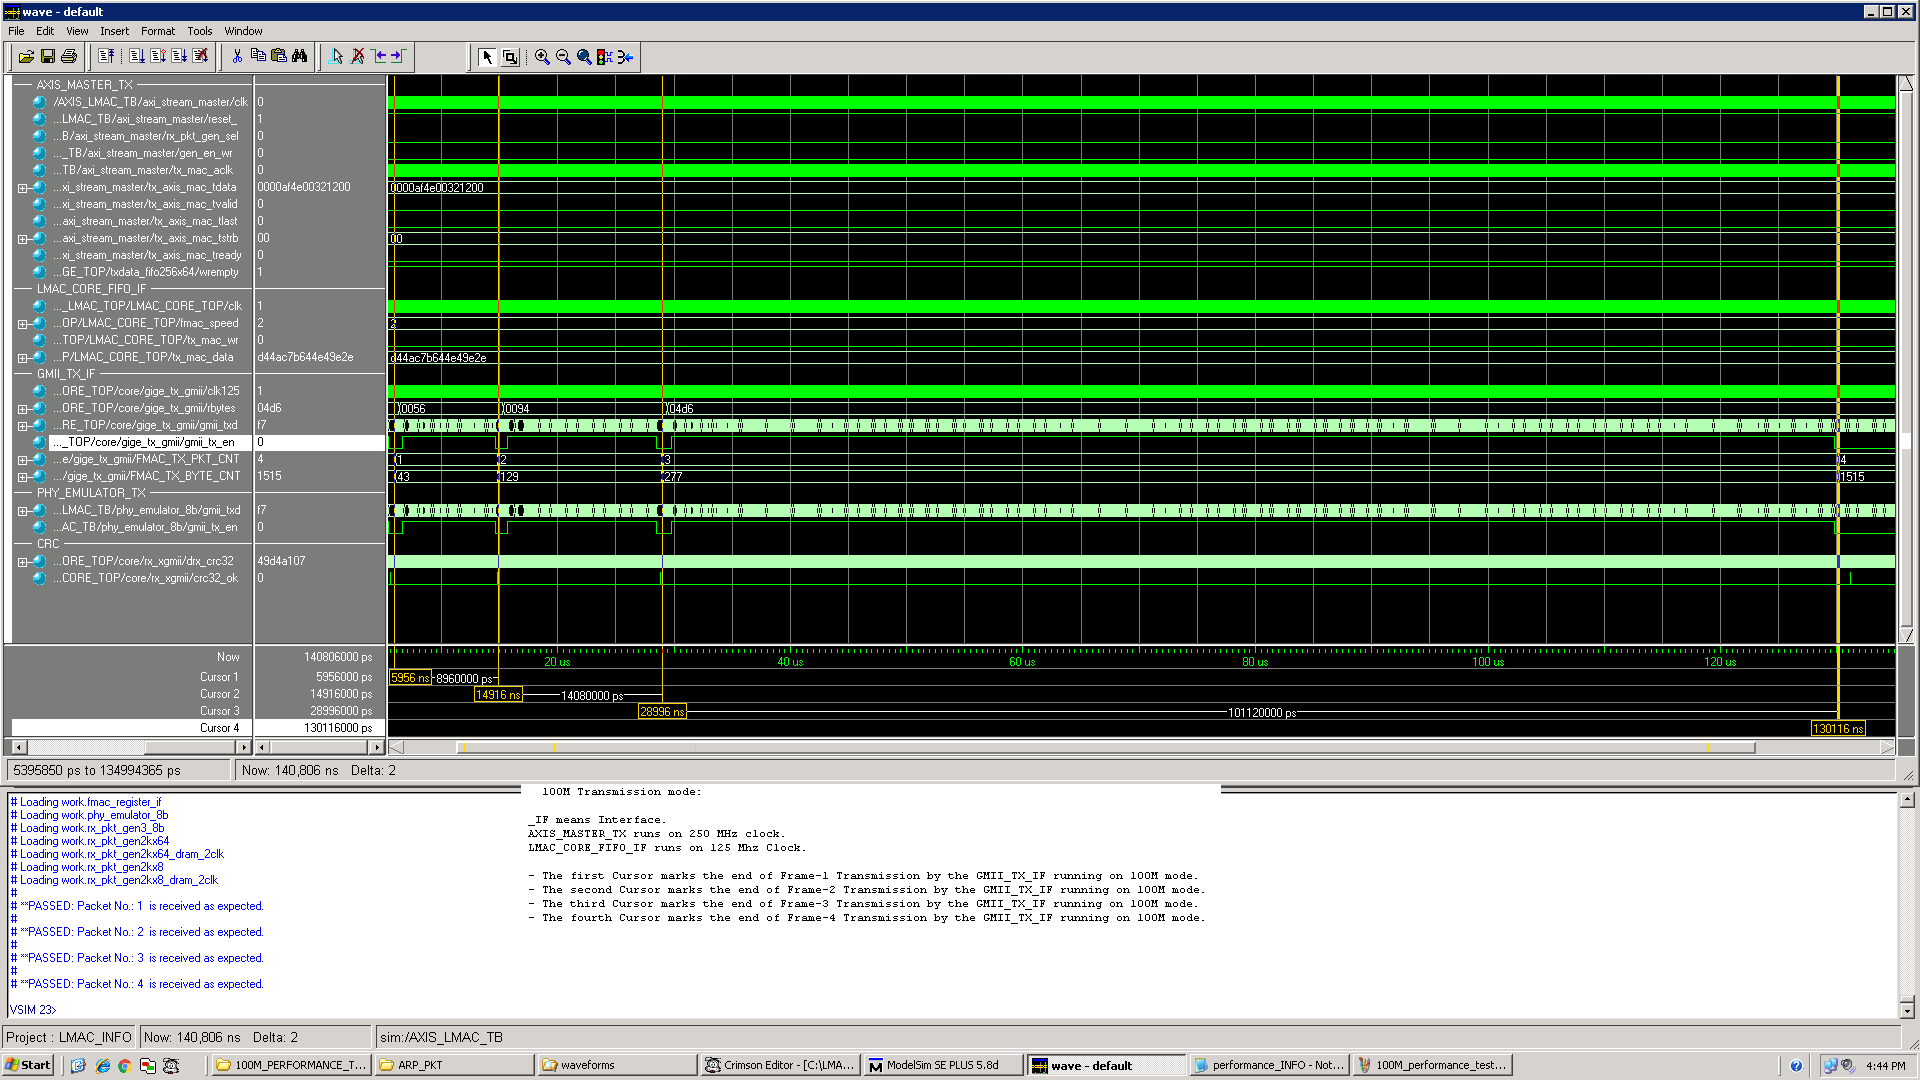 wave - default
File Edit View Insert Format Tools Window
AXIS_MASTER_TX
/AXIS_LMAC_TB/axi_stream_master/clk 0
...LMAC_TB/axi_stream_master/reset_ 1
...B/axi_stream_master/rx_pkt_gen_sel 0
..._TB/axi_stream_master/gen_en_wr 0
...TB/axi_stream_master/tx_mac_aclk 0
...xi_stream_master/tx_axis_mac_tdata 0000af4e00321200 0000af4e00321200
...xi_stream_master/tx_axis_mac_tvalid 0
...axi_stream_master/tx_axis_mac_tlast 0
...axi_stream_master/tx_axis_mac_tstrb 00 00
...xi_stream_master/tx_axis_mac_tready 0
...GE_TOP/txdata_fifo256x64/wrempty 1
LMAC_CORE_FIFO_IF
..._LMAC_TOP/LMAC_CORE_TOP/clk 1
...OP/LMAC_CORE_TOP/fmac_speed 2 2
...TOP/LMAC_CORE_TOP/tx_mac_wr 0
...P/LMAC_CORE_TOP/tx_mac_data d44ac7b644e49e2e d44ac7b644e49e2e
GMII_TX_IF
...ORE_TOP/core/gige_tx_gmii/clk125 1
...ORE_TOP/core/gige_tx_gmii/rbytes 04d6 0056 0094 04d6
...RE_TOP/core/gige_tx_gmii/gmii_txd f7
..._TOP/core/gige_tx_gmii/gmii_tx_en 0
...e/gige_tx_gmii/FMAC_TX_PKT_CNT 4 1 2 3 4
.../gige_tx_gmii/FMAC_TX_BYTE_CNT 1515 43 129 277 1515
PHY_EMULATOR_TX
...LMAC_TB/phy_emulator_8b/gmii_txd f7
...AC_TB/phy_emulator_8b/gmii_tx_en 0
CRC
...ORE_TOP/core/rx_xgmii/drx_crc32 49d4a107
...CORE_TOP/core/rx_xgmii/crc32_ok 0
Now 140806000 ps 20 us 40 us 60 us 80 us 100 us 120 us
Cursor 1 5956000 ps 5956 ns 8960000 ps
Cursor 2 14916000 ps 14916 ns 14080000 ps
Cursor 3 28996000 ps 28996 ns 101120000 ps
Cursor 4 130116000 ps 130116 ns
5395850 ps to 134994365 ps Now: 140,806 ns Delta: 2
# Loading work.fmac_register_if
# Loading work.phy_emulator_8b
# Loading work.rx_pkt_gen3_8b
# Loading work.rx_pkt_gen2kx64
# Loading work.rx_pkt_gen2kx64_dram_2clk
# Loading work.rx_pkt_gen2kx8
# Loading work.rx_pkt_gen2kx8_dram_2clk
#
# **PASSED: Packet No.: 1 is received as expected.
#
# **PASSED: Packet No.: 2 is received as expected.
#
# **PASSED: Packet No.: 3 is received as expected.
#
# **PASSED: Packet No.: 4 is received as expected.
VSIM 23>
100M Transmission mode:
_IF means Interface.
AXIS_MASTER_TX runs on 250 MHz clock.
LMAC_CORE_FIFO_IF runs on 125 Mhz Clock.
- The first Cursor marks the end of Frame-1 Transmission by the GMII_TX_IF running on 100M mode.
- The second Cursor marks the end of Frame-2 Transmission by the GMII_TX_IF running on 100M mode.
- The third Cursor marks the end of Frame-3 Transmission by the GMII_TX_IF running on 100M mode.
- The fourth Cursor marks the end of Frame-4 Transmission by the GMII_TX_IF running on 100M mode.
Project : LMAC_INFO Now: 140,806 ns Delta: 2 sim:/AXIS_LMAC_TB
Start 100M_PERFORMANCE_T... ARP_PKT waveforms Crimson Editor - [C:\LMA... ModelSim SE PLUS 5.8d wave - default performance_INFO - Not... 100M_performance_test... 4:44 PM